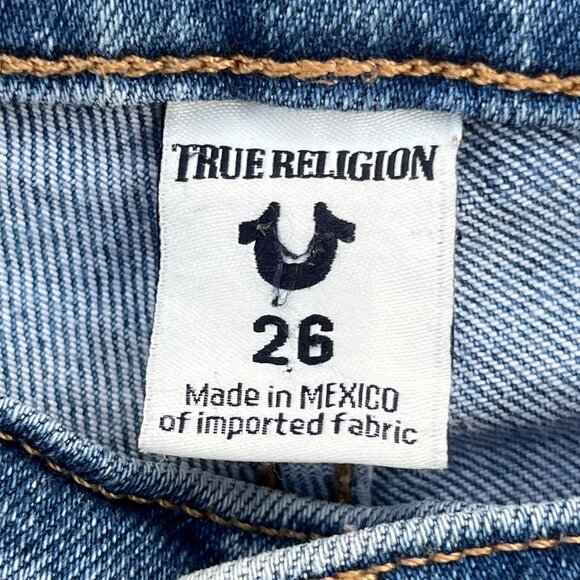 TRUE RELIGION
26
Made in MEXICO
of imported fabric